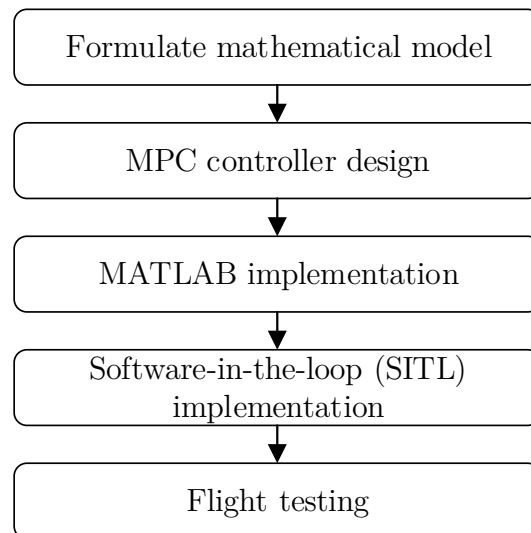 Formulate mathematical model
MPC controller design
MATLAB implementation
Software-in-the-loop (SITL)
implementation
Flight testing